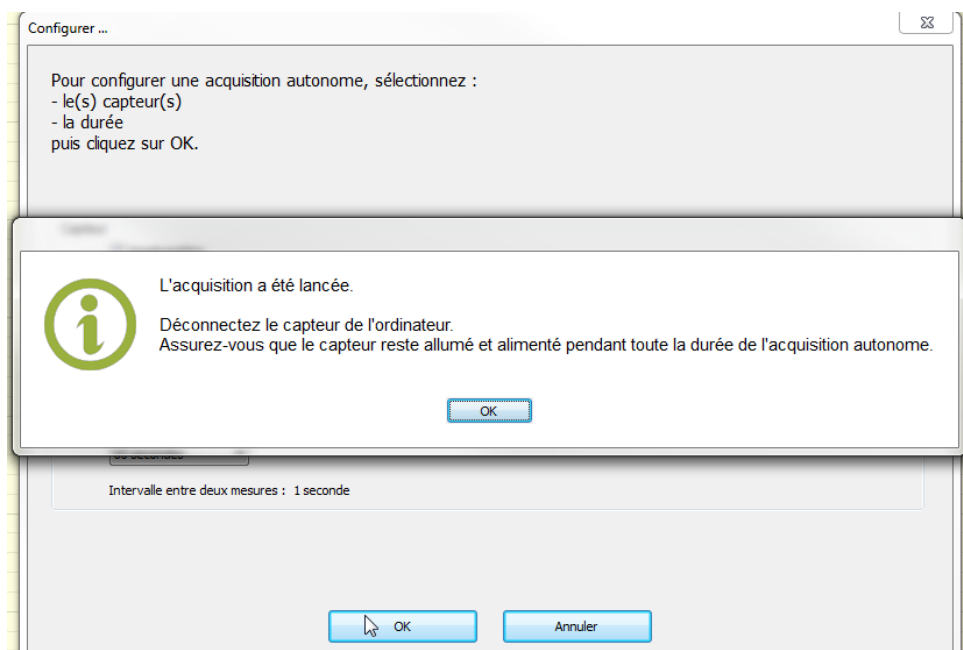 Configurer ...
Pour configurer une acquisition autonome, sélectionnez :
- le(s) capteur(s)
- la durée
puis cliquez sur OK.
Capteur
L'acquisition a été lancée.
Déconnectez le capteur de l'ordinateur.
Assurez-vous que le capteur reste allumé et alimenté pendant toute la durée de l'acquisition autonome.
OK
Intervalle entre deux mesures : 1 seconde
OK
Annuler